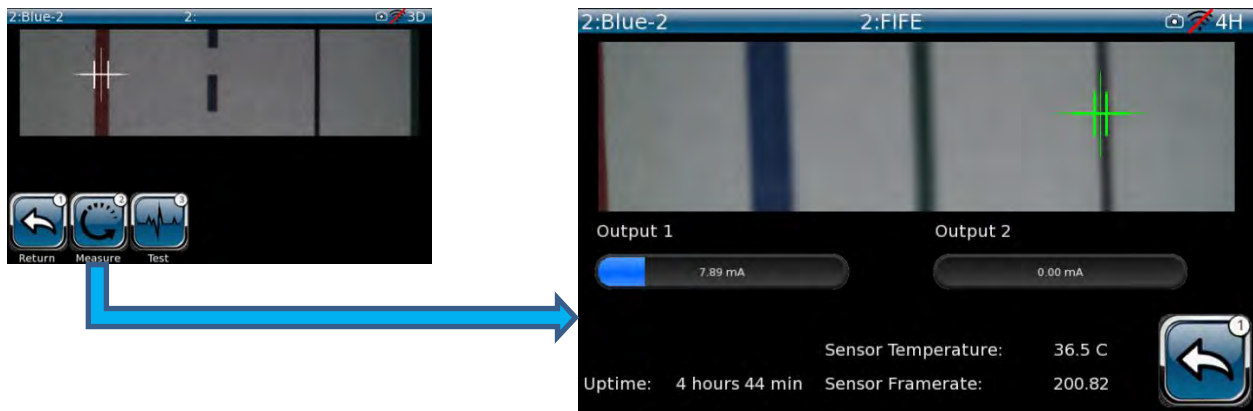 2:Blue-2 2: 3D
1 2 3
Return Measure Test
2:Blue-2 2:FIFE 4H
Output 1 Output 2
7.89 mA 0.00 mA
1
Sensor Temperature: 36.5 C
Uptime: 4 hours 44 min Sensor Framerate: 200.82